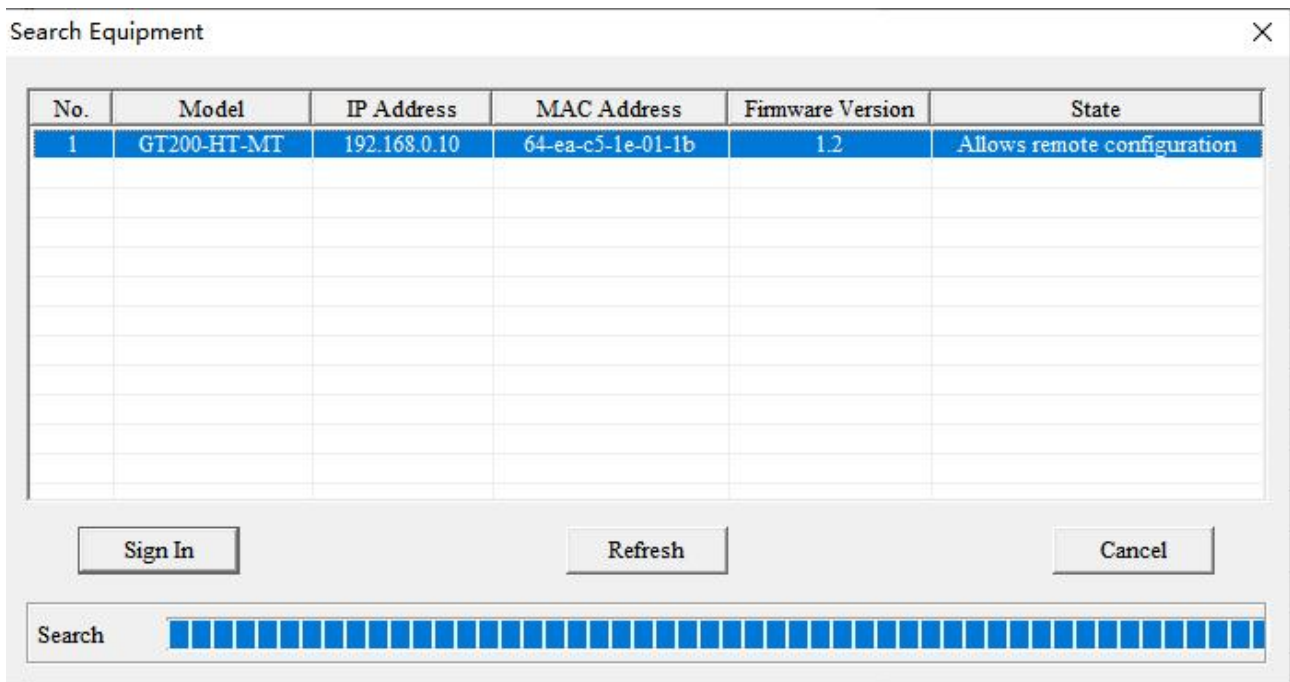 Search Equipment
No. Model IP Address MAC Address Firmware Version State
1 GT200-HT-MT 192.168.0.10 64-ea-c5-1e-01-1b 1.2 Allows remote configuration
Sign In Refresh Cancel
Search